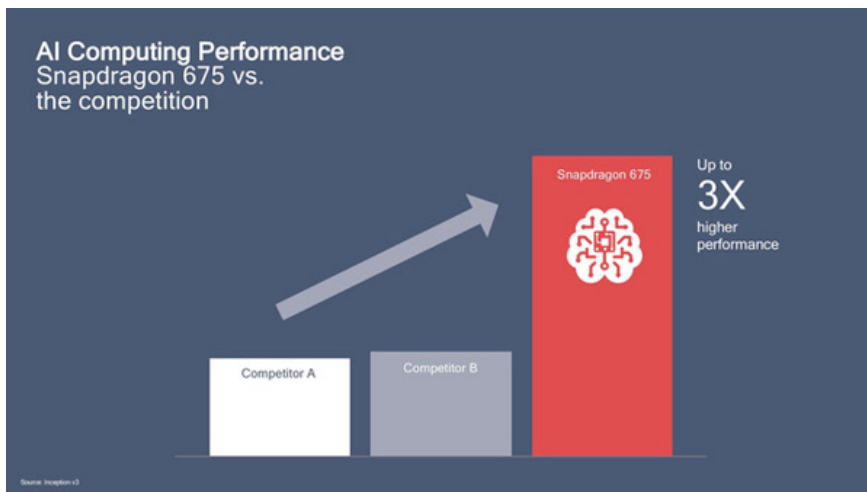 AI Computing Performance
Snapdragon 675 vs.
the competition
Snapdragon 675
Up to
3X
higher
performance
Competitor A
Competitor B
Source: Inception v3